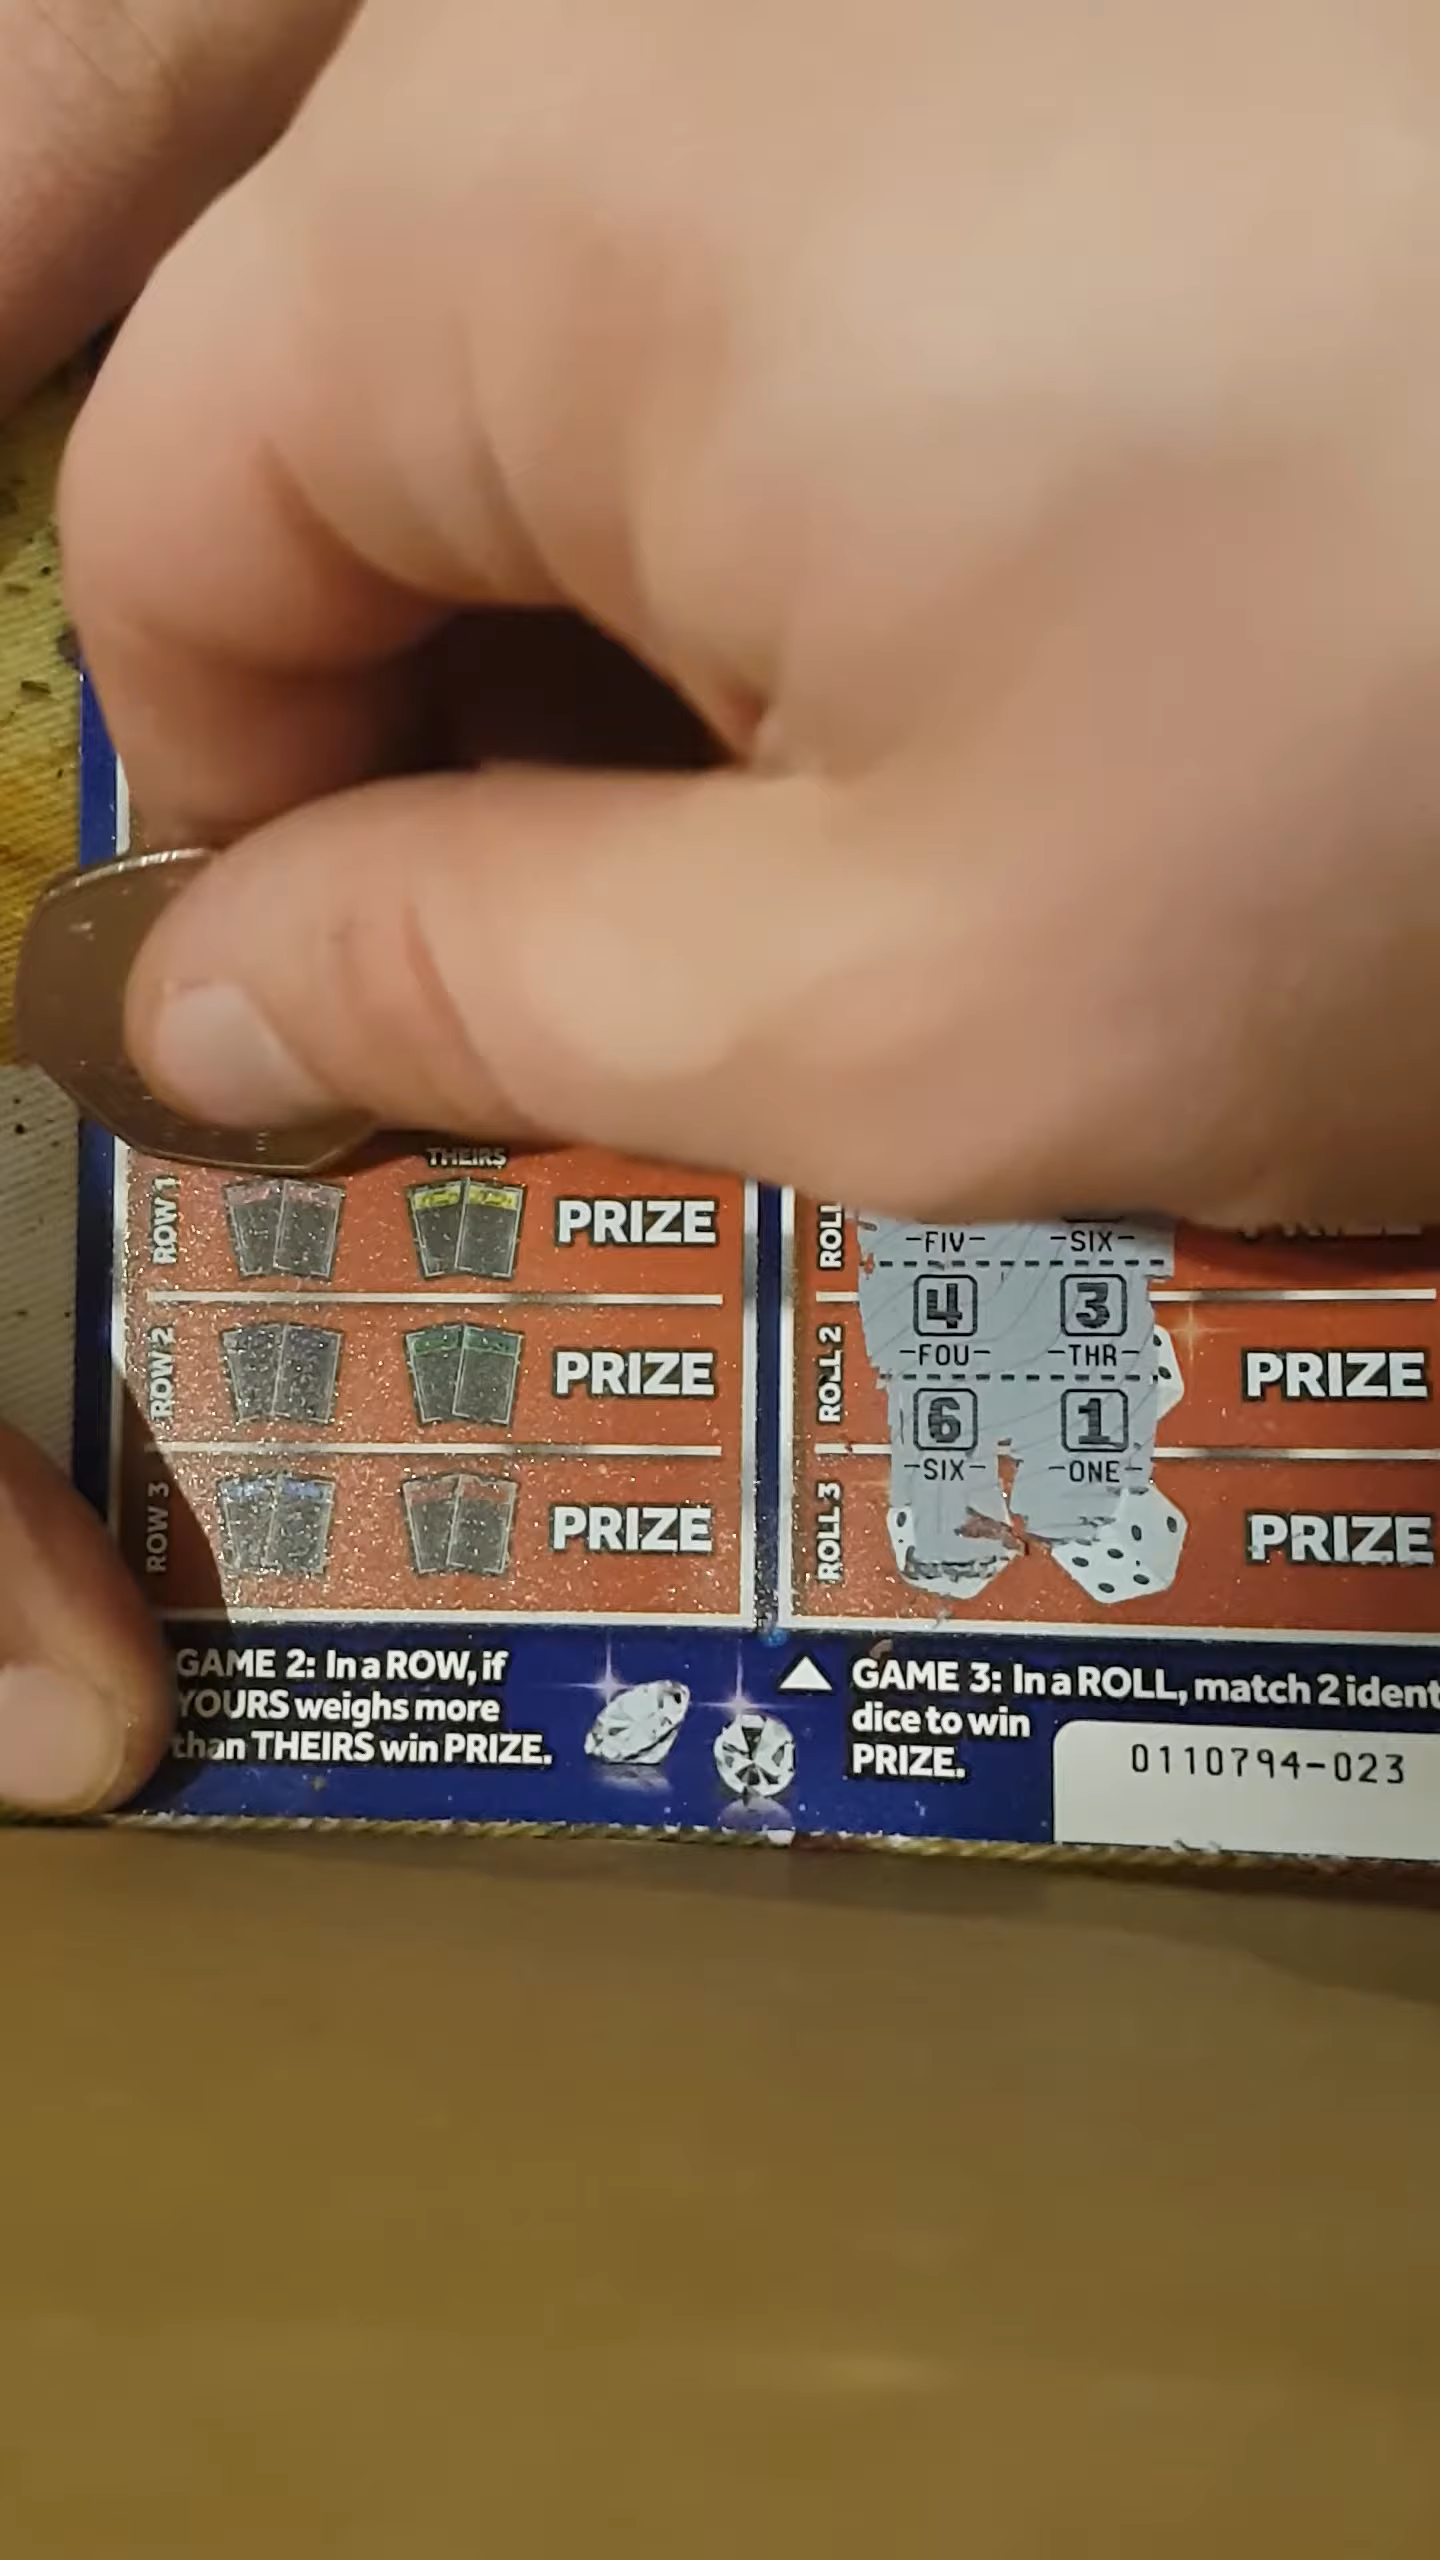 THEIRS
ROW 1
PRIZE
ROW 2
PRIZE
ROW 3
PRIZE
GAME 2: In a ROW, if
YOURS weighs more
than THEIRS win PRIZE.
ROLL
-FIV- -SIX-
4 3
ROLL 2
-FOU- -THR-
PRIZE
6 1
-SIX- -ONE-
ROLL 3
PRIZE
GAME 3: In a ROLL, match 2 ident
dice to win
PRIZE.
0110794-023